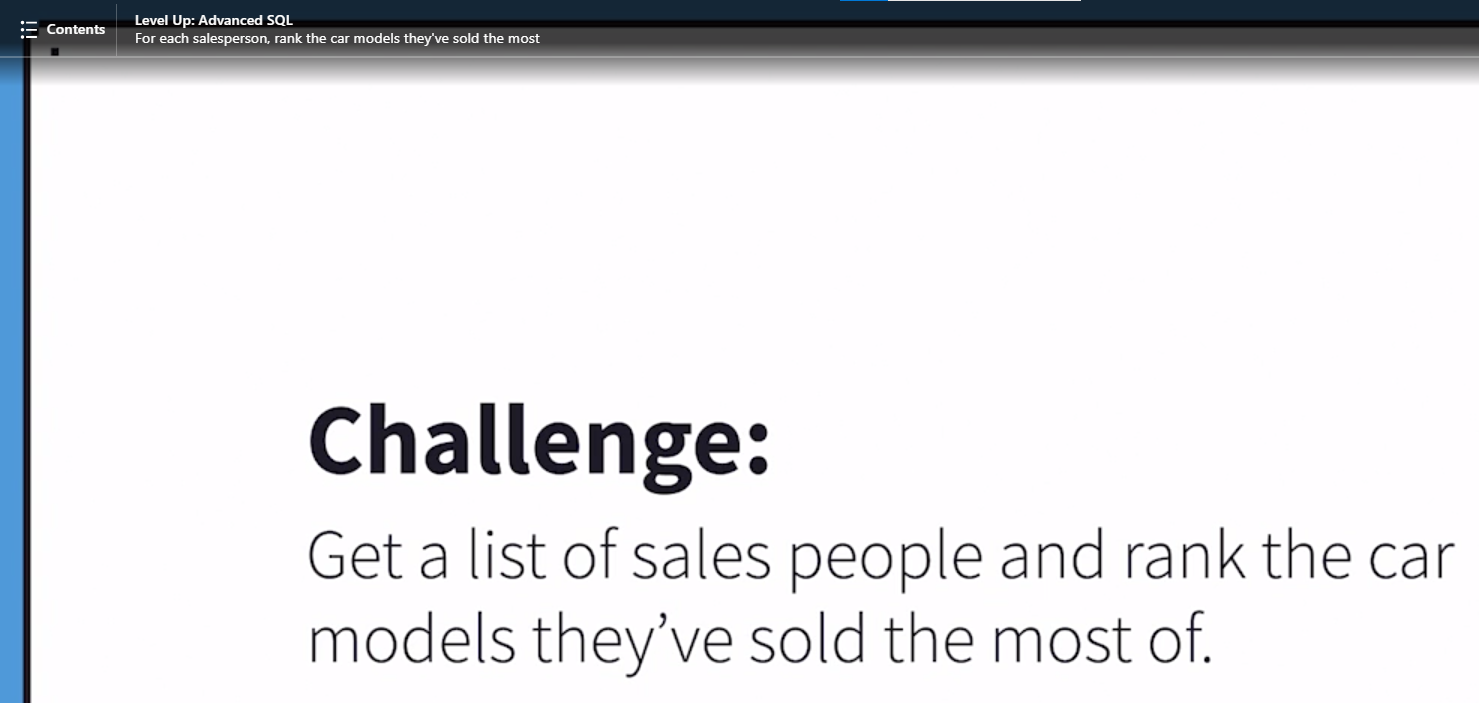 Contents
Level Up: Advanced SQL
For each salesperson, rank the car models they've sold the most
Challenge:
Get a list of sales people and rank the car
models they’ve sold the most of.